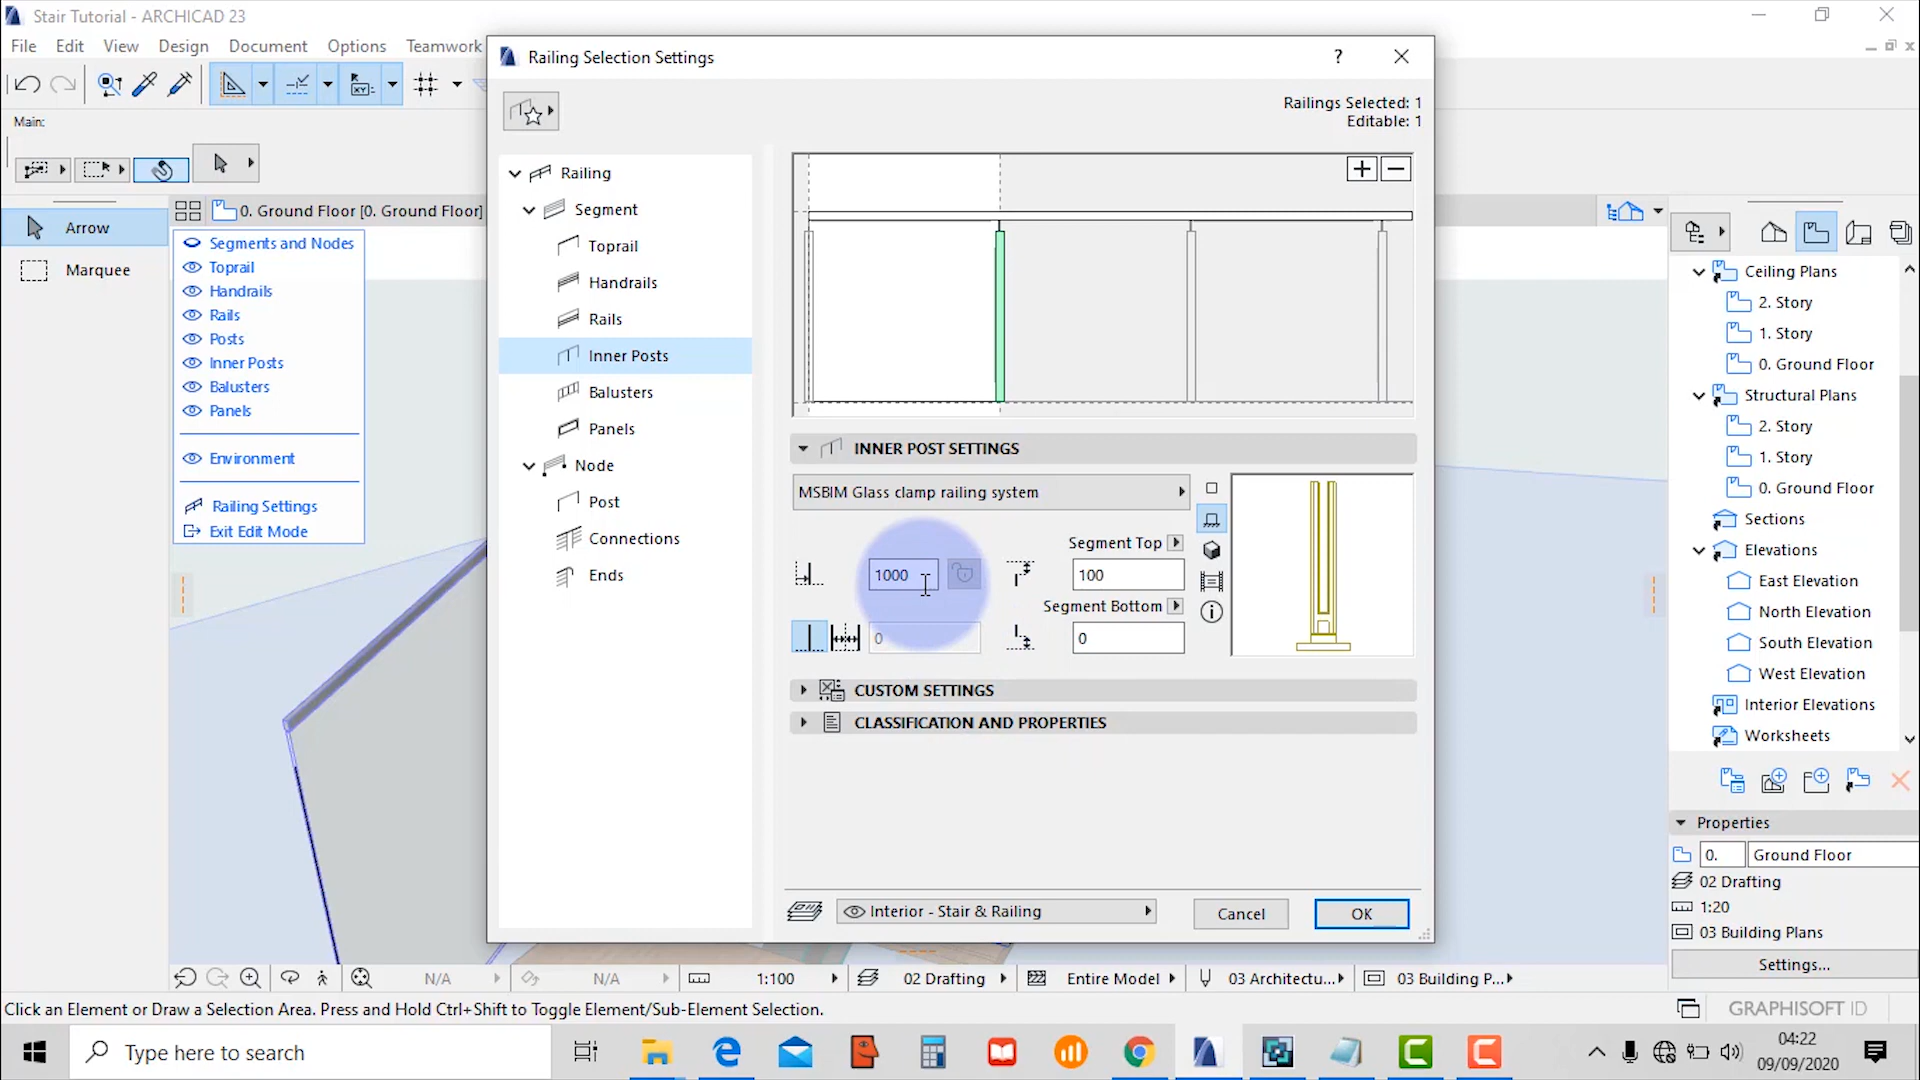 Stair Tutorial - ARCHICAD 23
File Edit View Design Document Options Teamwork
Main:
Arrow
Marquee
0. Ground Floor [0. Ground Floor]
Segments and Nodes
Toprail
Handrails
Rails
Posts
Inner Posts
Balusters
Panels
Environment
Railing Settings
Exit Edit Mode
Railing Selection Settings
?
Railings Selected: 1
Editable: 1
Railing
Segment
Toprail
Handrails
Rails
Inner Posts
Balusters
Panels
Node
Post
Connections
Ends
INNER POST SETTINGS
MSBIM Glass clamp railing system
Segment Top
1000
100
Segment Bottom
0
0
CUSTOM SETTINGS
CLASSIFICATION AND PROPERTIES
Interior - Stair & Railing
Cancel
OK
Ceiling Plans
2. Story
1. Story
0. Ground Floor
Structural Plans
2. Story
1. Story
0. Ground Floor
Sections
Elevations
East Elevation
North Elevation
South Elevation
West Elevation
Interior Elevations
Worksheets
Properties
0. Ground Floor
02 Drafting
1:20
03 Building Plans
Settings...
N/A N/A 1:100 02 Drafting Entire Model 03 Architectu... 03 Building P...
Click an Element or Draw a Selection Area. Press and Hold Ctrl+Shift to Toggle Element/Sub-Element Selection.
GRAPHISOFT ID
Type here to search
04:22
09/09/2020